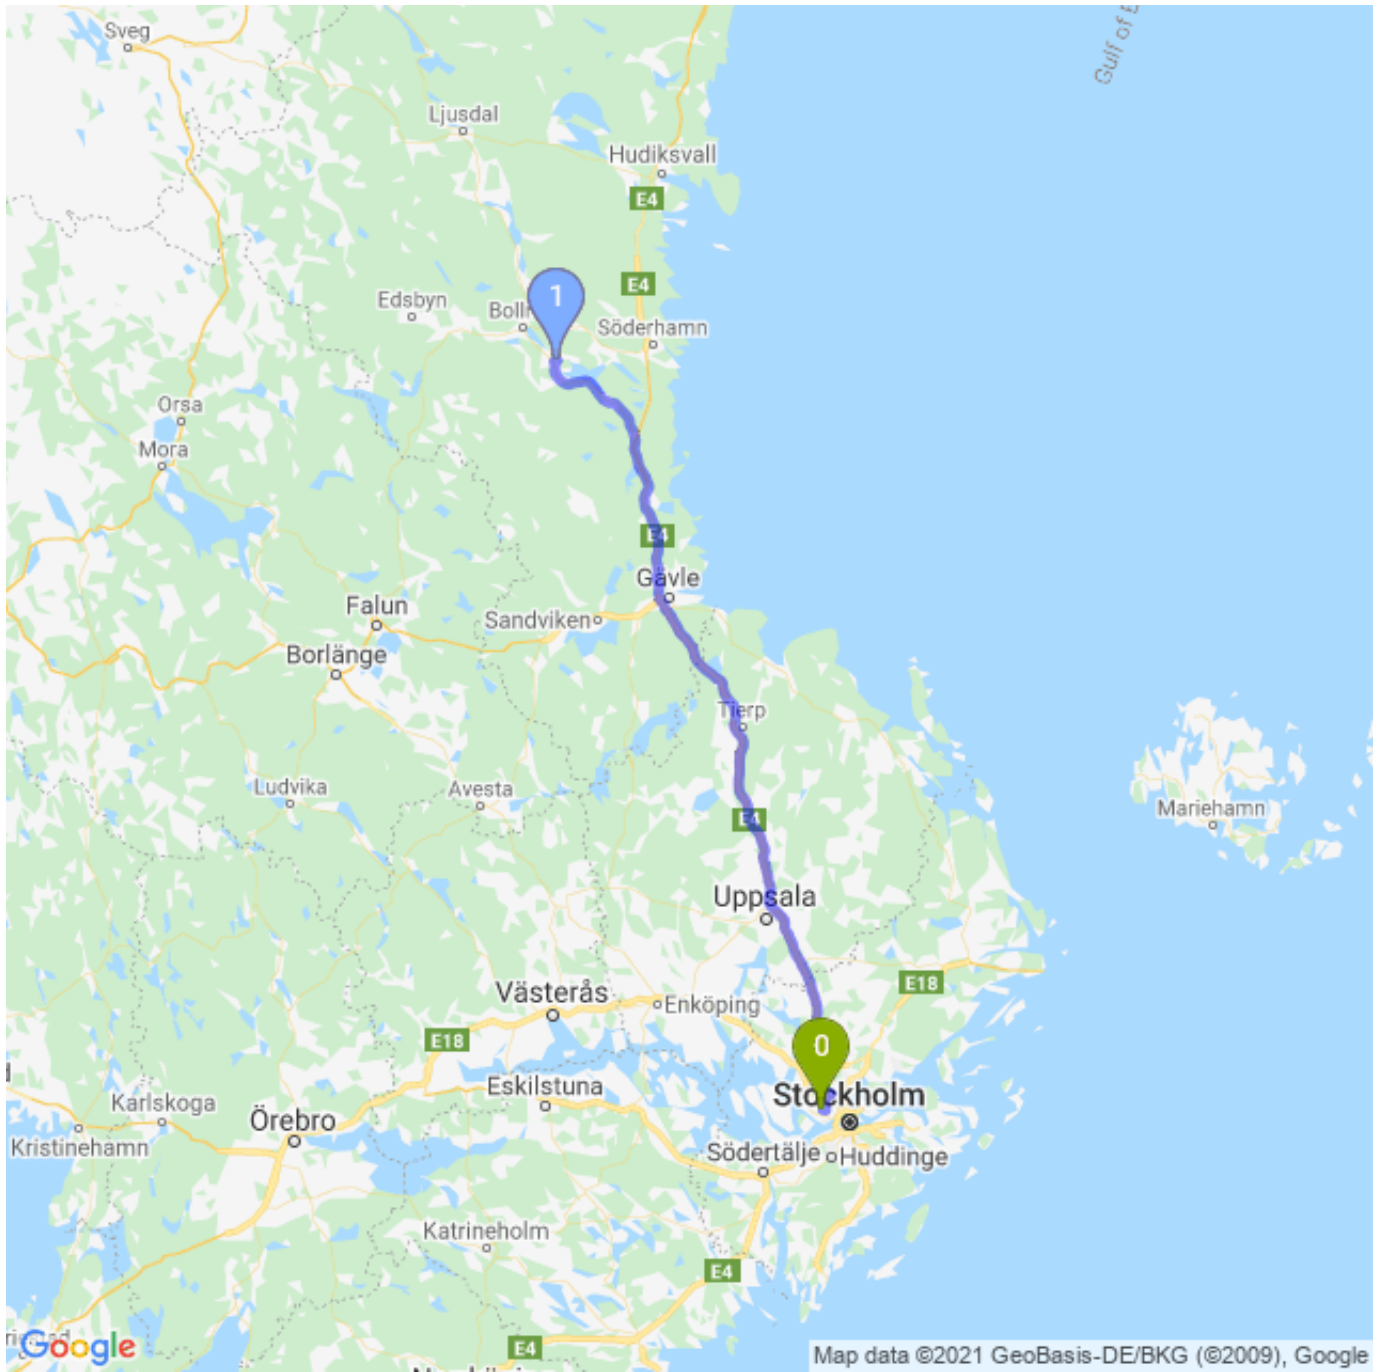 Sveg
Gulf of
Ljusdal
Hudiksvall
E4
E4
1
Edsbyn
Söderhamn
Orsa
Mora
E4
Gävle
Falun
Sandviken
Borlänge
Tierp
Ludvika
Avesta
Mariehamn
E4
Uppsala
E18
Västerås
Enköping
E18
0
Eskilstuna
Stockholm
Karlskoga
Örebro
Kristinehamn
Södertälje
Huddinge
Katrineholm
E4
Google
E4
Map data ©2021 GeoBasis-DE/BKG (©2009), Google